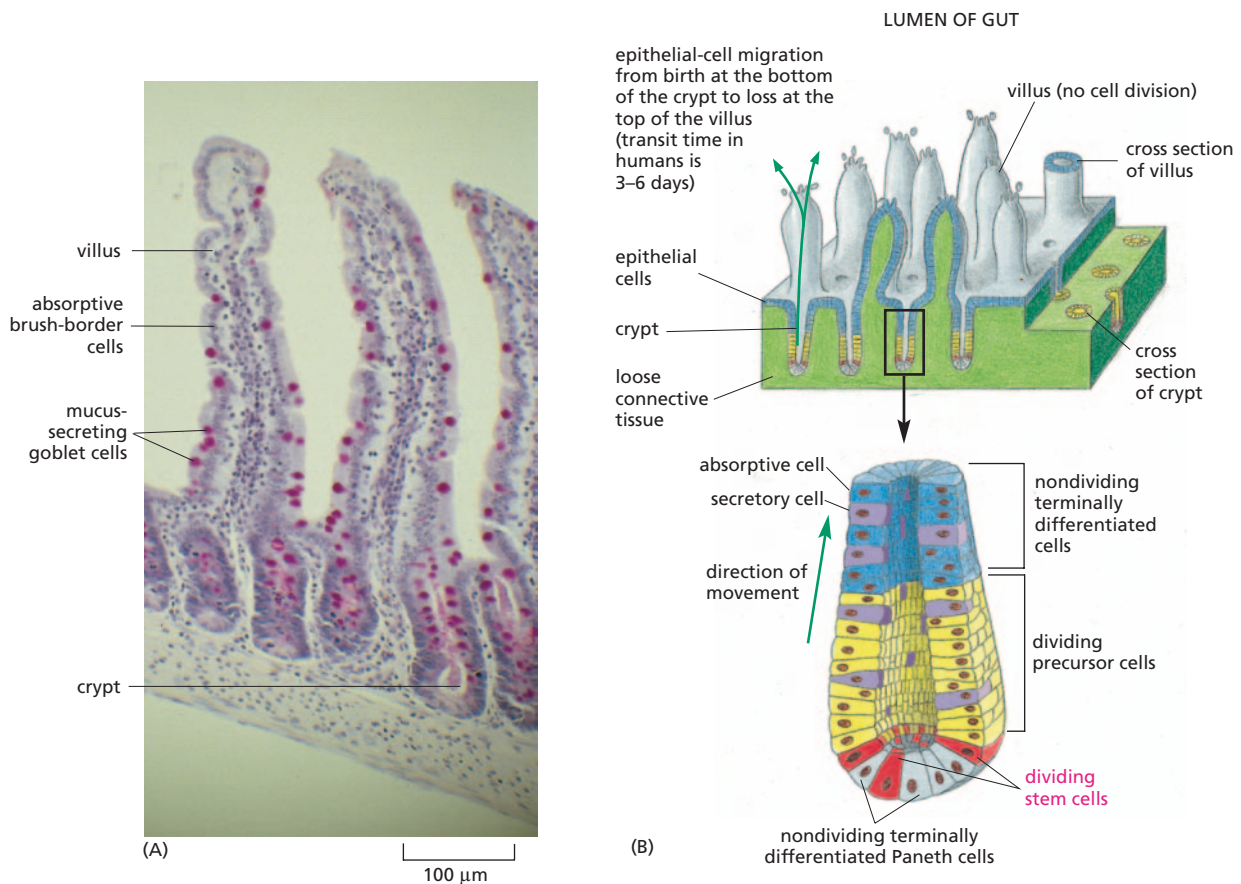 villus
absorptive
brush-border
cells
mucus-
secreting
goblet cells
crypt
(A)
100 μm
LUMEN OF GUT
epithelial-cell migration
from birth at the bottom
of the crypt to loss at the
top of the villus
(transit time in
humans is
3–6 days)
villus (no cell division)
cross section
of villus
epithelial
cells
crypt
loose
connective
tissue
cross
section
of crypt
absorptive cell
secretory cell
direction of
movement
nondividing
terminally
differentiated
cells
dividing
precursor cells
dividing
stem cells
nondividing terminally
differentiated Paneth cells
(B)